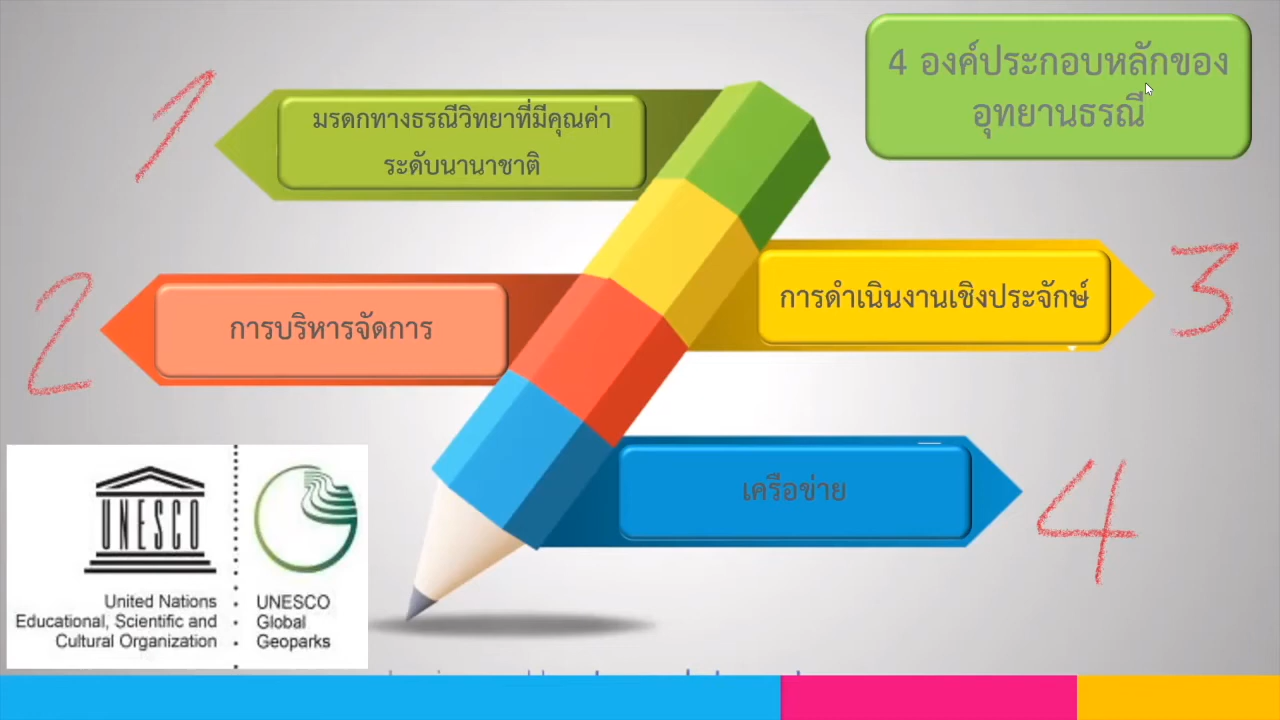 4 องค์ประกอบหลักของ
อุทยานธรณี
1
มรดกทางธรณีวิทยาที่มีคุณค่า
ระดับนานาชาติ
2
การบริหารจัดการ
3
การดำเนินงานเชิงประจักษ์
4
เครือข่าย
UNESCO
United Nations
Educational, Scientific and
Cultural Organization
UNESCO
Global
Geoparks